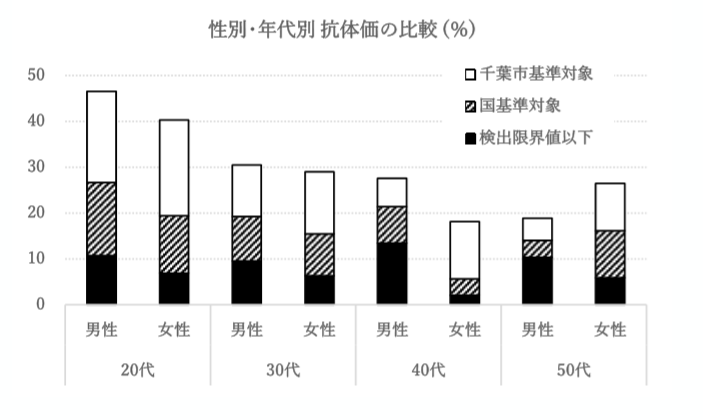 性別・年代別 抗体価の比較 (%)
50
40
30
20
10
0
千葉市基準対象
国基準対象
検出限界値以下
男性 女性 男性 女性 男性 女性 男性 女性
20代 30代 40代 50代